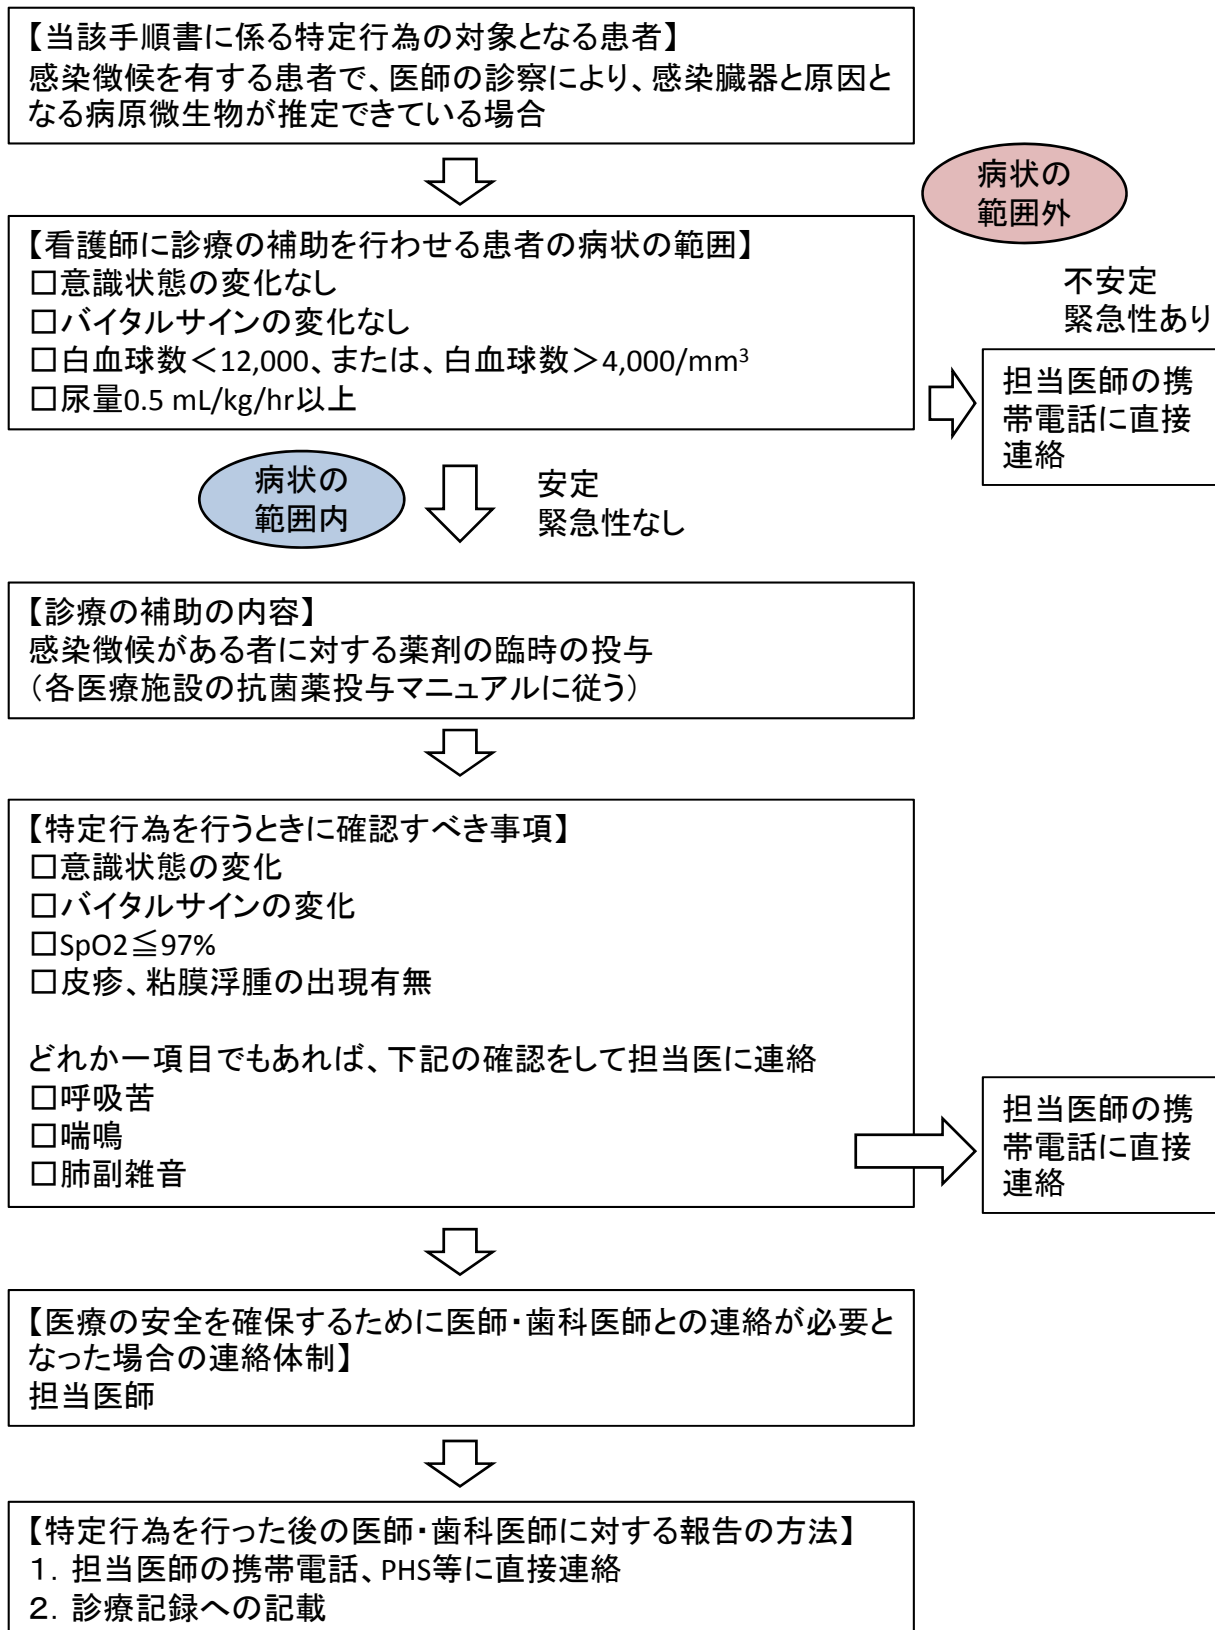 【当該手順書に係る特定行為の対象となる患者】
感染徴候を有する患者で、医師の診察により、感染臓器と原因と
なる病原微生物が推定できている場合
病状の
範囲外
【看護師に診療の補助を行わせる患者の病状の範囲】
□意識状態の変化なし
□バイタルサインの変化なし
□白血球数＜12,000、または、白血球数＞4,000/mm³
□尿量0.5 mL/kg/hr以上
不安定
緊急性あり
担当医師の携
帯電話に直接
連絡
病状の
範囲内
安定
緊急性なし
【診療の補助の内容】
感染徴候がある者に対する薬剤の臨時の投与
（各医療施設の抗菌薬投与マニュアルに従う）
【特定行為を行うときに確認すべき事項】
□意識状態の変化
□バイタルサインの変化
□SpO2≦97%
□皮疹、粘膜浮腫の出現有無
どれか一項目でもあれば、下記の確認をして担当医に連絡
□呼吸苦
□喘鳴
□肺副雑音
担当医師の携
帯電話に直接
連絡
【医療の安全を確保するために医師・歯科医師との連絡が必要と
なった場合の連絡体制】
担当医師
【特定行為を行った後の医師・歯科医師に対する報告の方法】
１．担当医師の携帯電話、PHS等に直接連絡
２．診療記録への記載